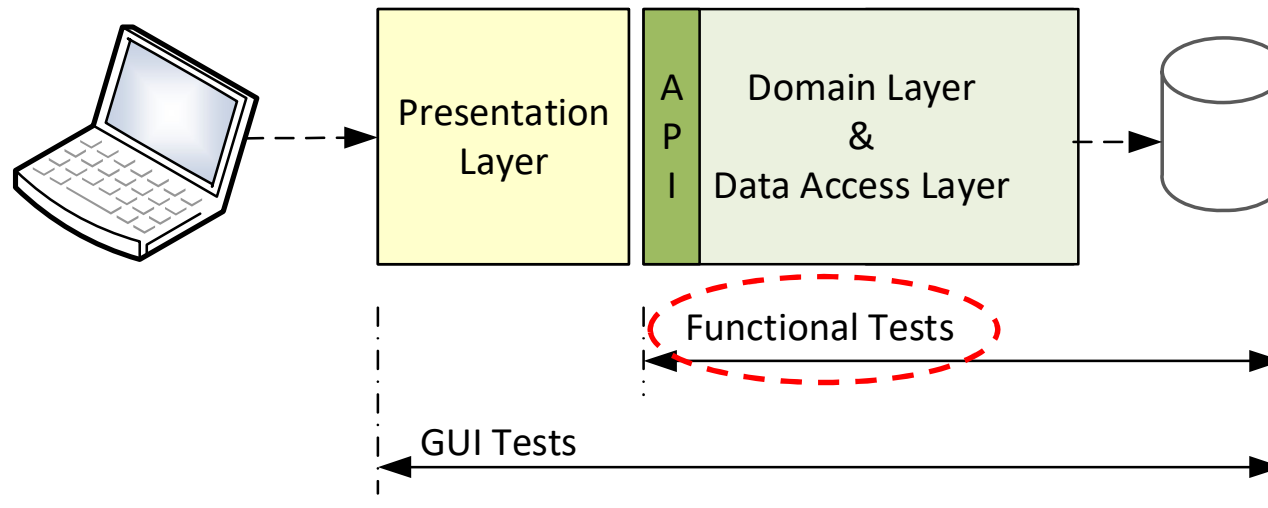 Presentation
Layer
A
P
I
Domain Layer
&
Data Access Layer
Functional Tests
GUI Tests